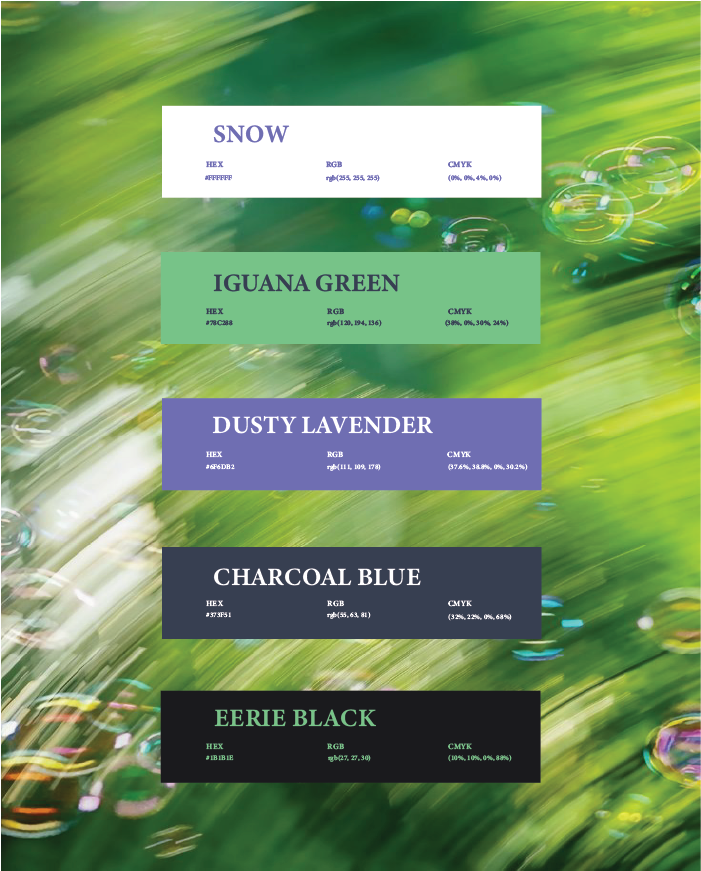 SNOW
HEX RGB CMYK
#FFFFFF rgb(255, 255, 255) (0%, 0%, 4%, 0%)
IGUANA GREEN
HEX RGB CMYK
#78C288 rgb(120, 194, 136) (38%, 0%, 30%, 24%)
DUSTY LAVENDER
HEX RGB CMYK
#6F6DB2 rgb(111, 109, 178) (37.6%, 38.8%, 0%, 30.2%)
CHARCOAL BLUE
HEX RGB CMYK
#373F51 rgb(55, 63, 81) (32%, 22%, 0%, 68%)
EERIE BLACK
HEX RGB CMYK
#1B1B1E rgb(27, 27, 30) (10%, 10%, 0%, 88%)